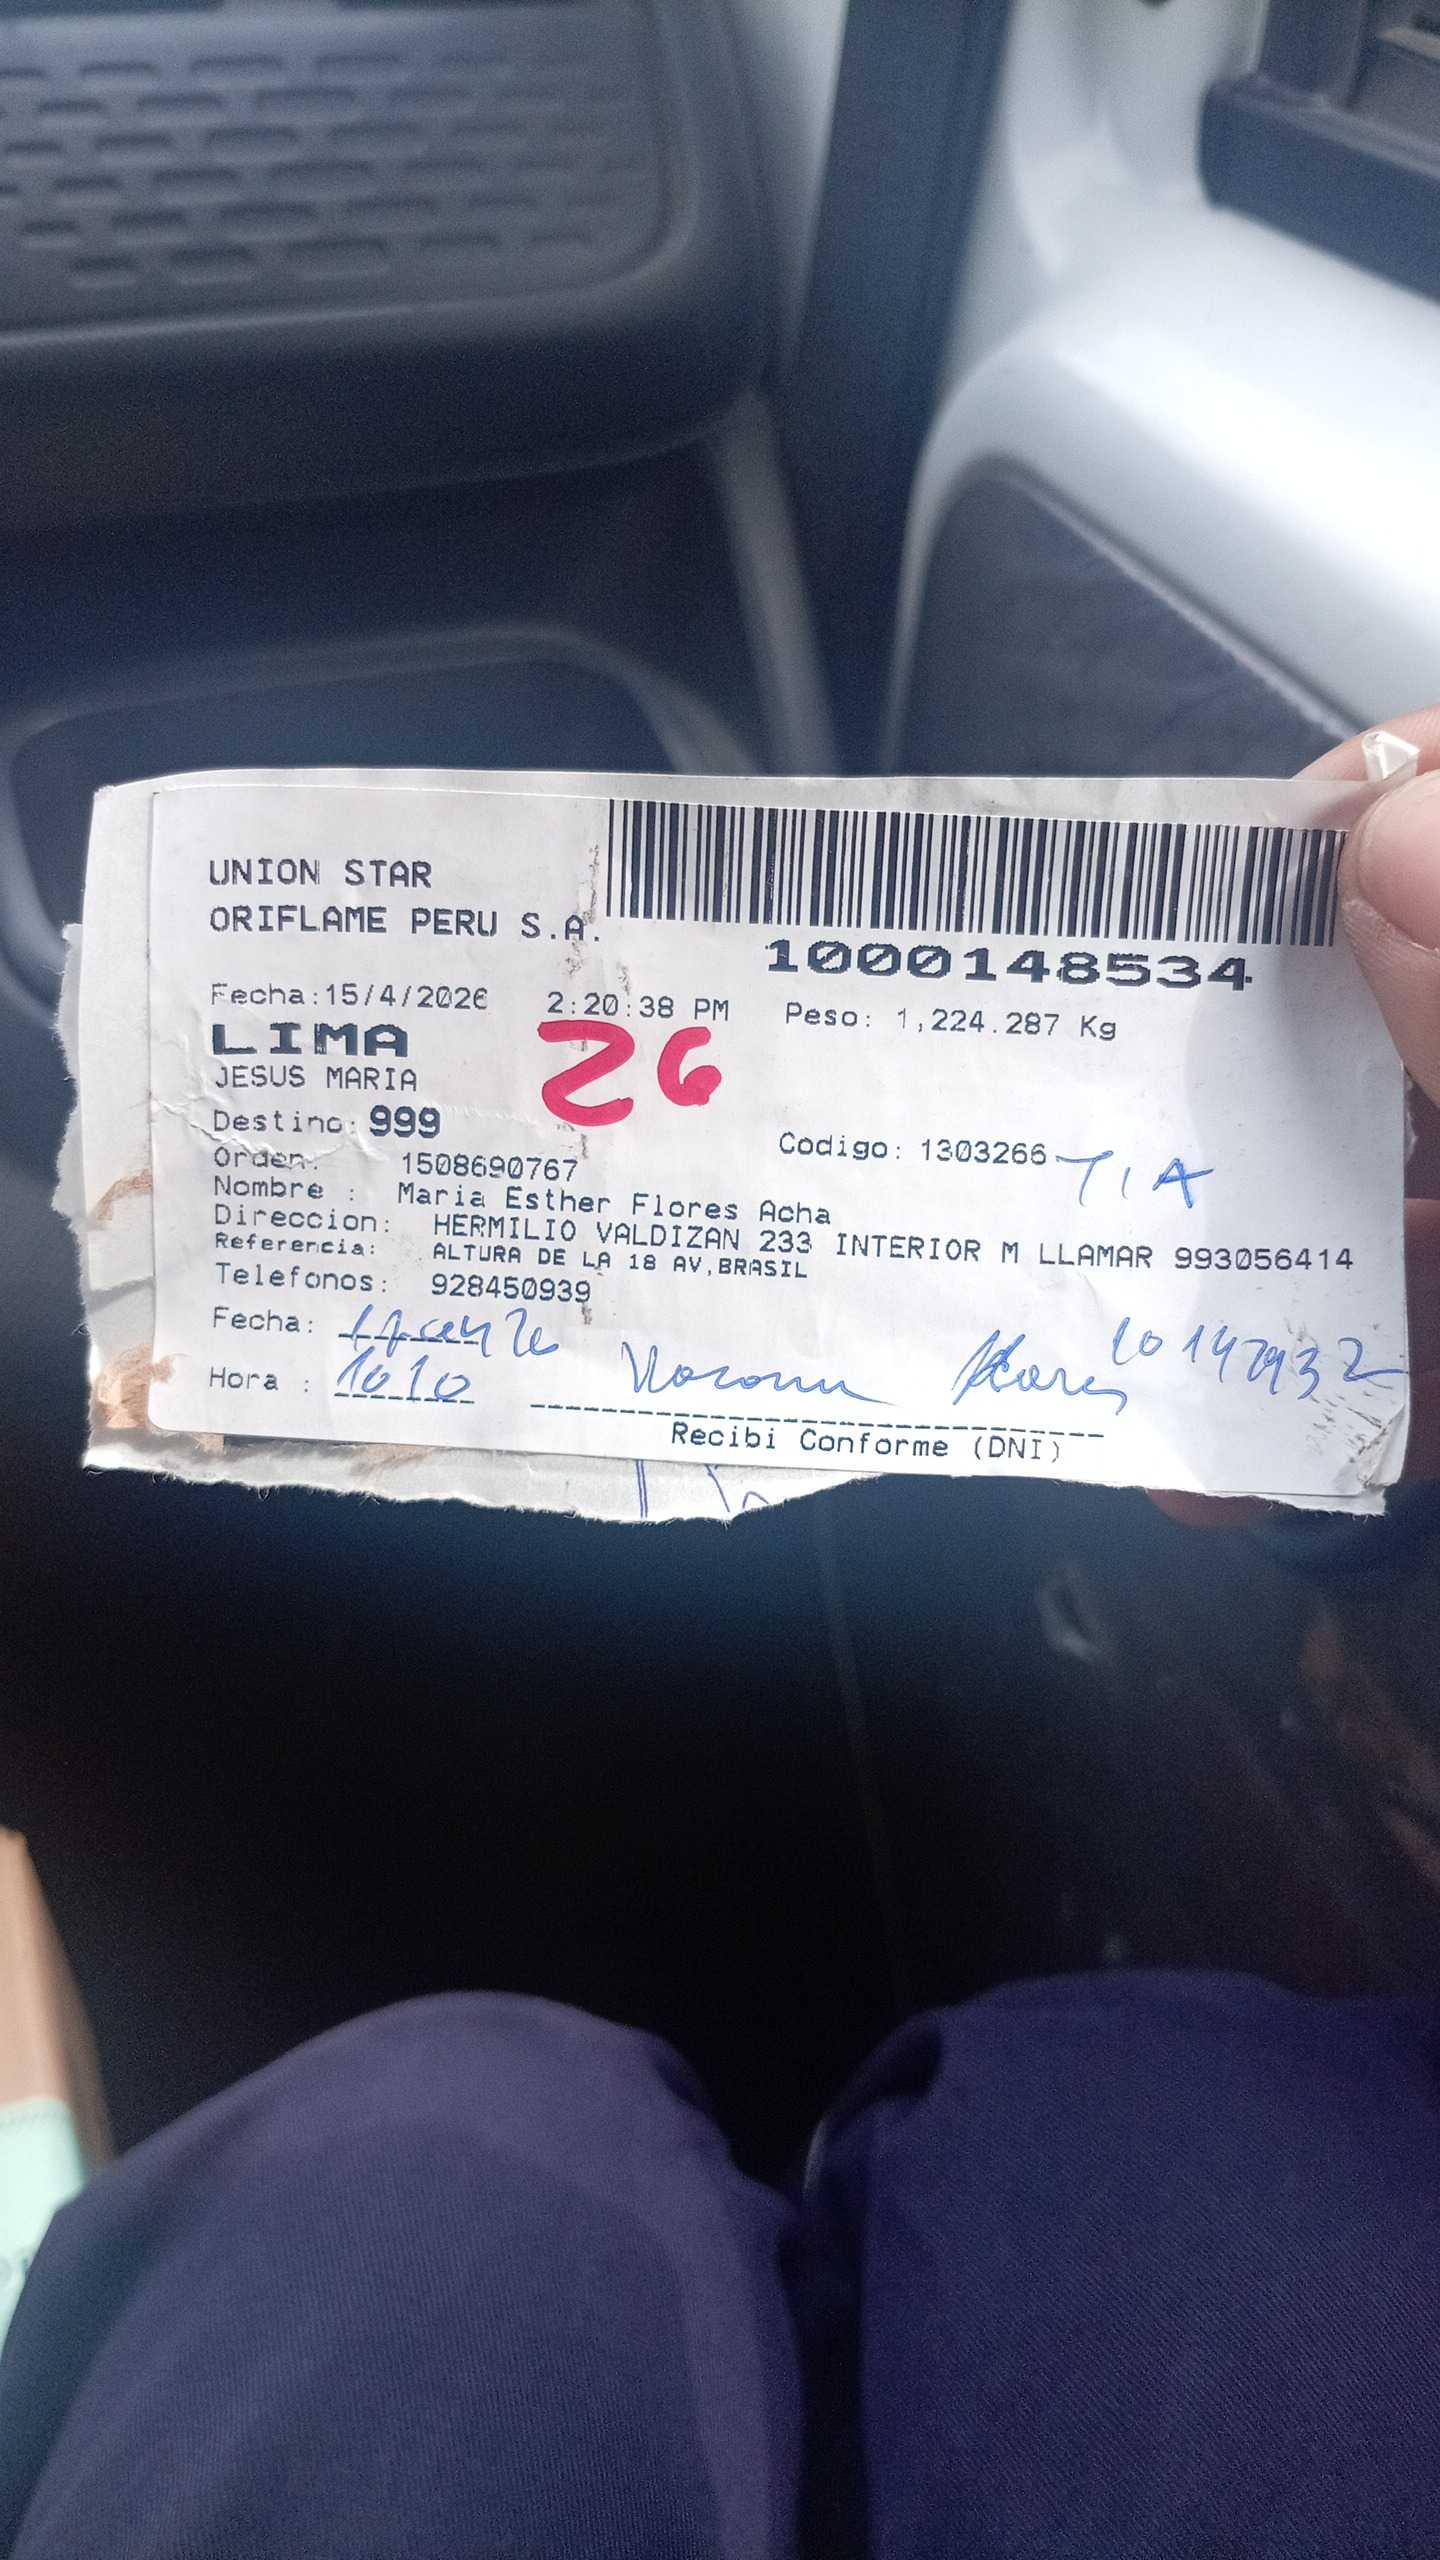 UNION STAR
ORIFLAME PERU S.A.
1000148534
Fecha:15/4/2026 2:20:38 PM Peso: 1,224.287 Kg
LIMA
26
JESUS MARIA
Destino: 999
Codigo: 1303266 TIA
Orden: 1508690767
Nombre : Maria Esther Flores Acha
Direccion: HERMILIO VALDIZAN 233 INTERIOR M LLAMAR 993056414
Referencia: ALTURA DE LA 18 AV,BRASIL
Telefonos: 928450939
Fecha:
Hora : 1010
Flores
Recibi Conforme (DNI)